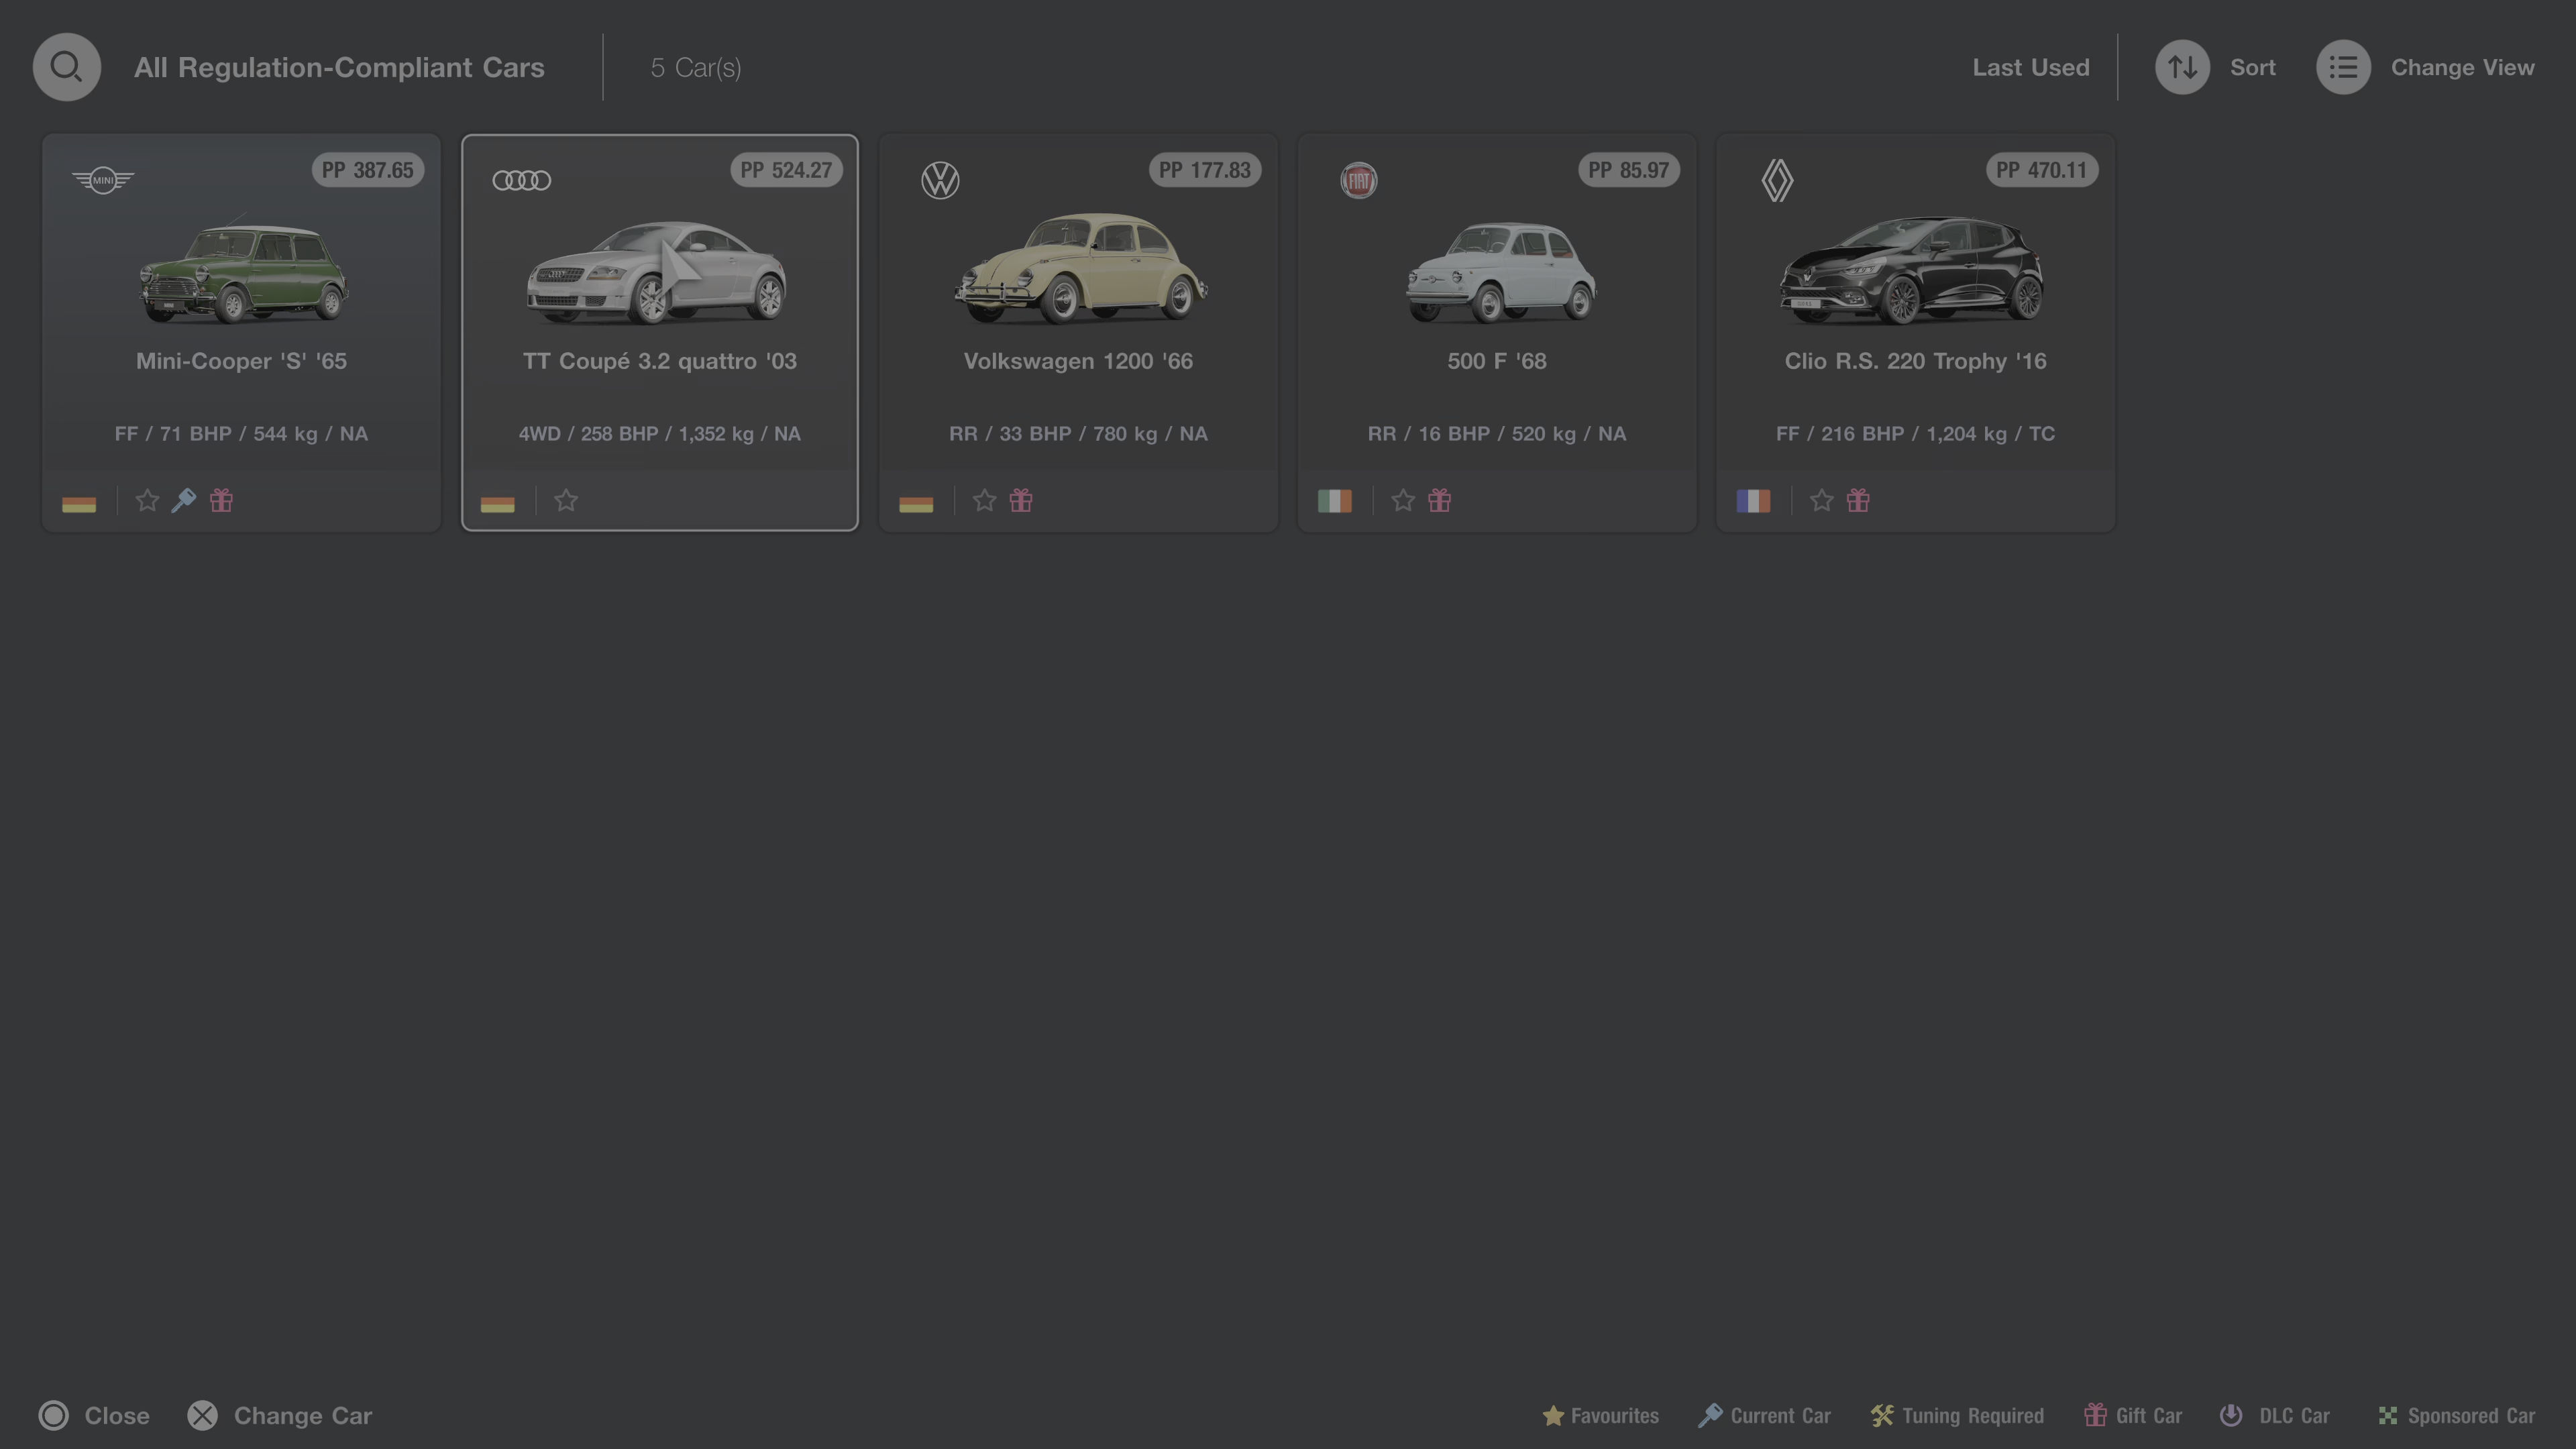 All Regulation-Compliant Cars
5 Car(s)
Last Used
Sort
Change View
MINI
PP 387.65
Mini-Cooper 'S' '65
FF / 71 BHP / 544 kg / NA
PP 524.27
TT Coupé 3.2 quattro '03
4WD / 258 BHP / 1,352 kg / NA
PP 177.83
Volkswagen 1200 '66
RR / 33 BHP / 780 kg / NA
FIAT
PP 85.97
500 F '68
RR / 16 BHP / 520 kg / NA
PP 470.11
Clio R.S. 220 Trophy '16
FF / 216 BHP / 1,204 kg / TC
Close
Change Car
Favourites
Current Car
Tuning Required
Gift Car
DLC Car
Sponsored Car